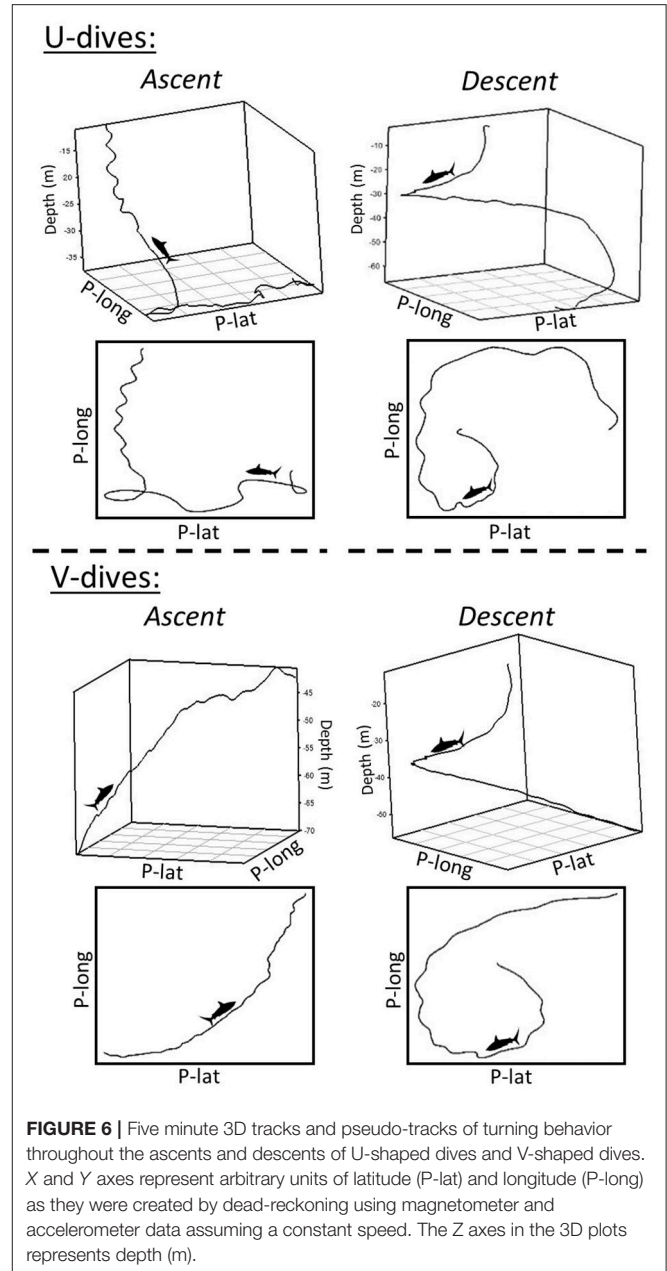 U-dives:
Ascent
Descent
Depth (m)
-15
20
-25
-30
-35
P-long
P-lat
Depth (m)
-10
-20
-30
-40
-50
-60
P-long
P-lat
P-long
P-lat
P-long
P-lat
V-dives:
Ascent
Descent
-45
-50
-55
-60
-65
-70
Depth (m)
P-lat
P-long
Depth (m)
-20
-30
-40
P-long
P-lat
P-long
P-lat
P-long
P-lat
FIGURE 6 | Five minute 3D tracks and pseudo-tracks of turning behavior
throughout the ascents and descents of U-shaped dives and V-shaped dives.
X and Y axes represent arbitrary units of latitude (P-lat) and longitude (P-long)
as they were created by dead-reckoning using magnetometer and
accelerometer data assuming a constant speed. The Z axes in the 3D plots
represents depth (m).